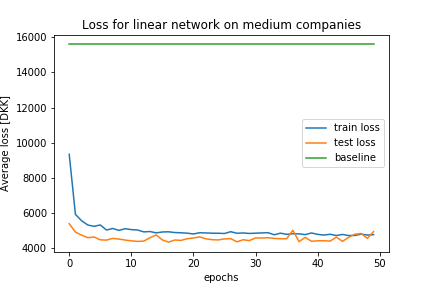 Loss for linear network on medium companies
Average loss [DKK]
16000
14000
12000
10000
8000
6000
4000
train loss
test loss
baseline
0
10
20
30
40
50
epochs